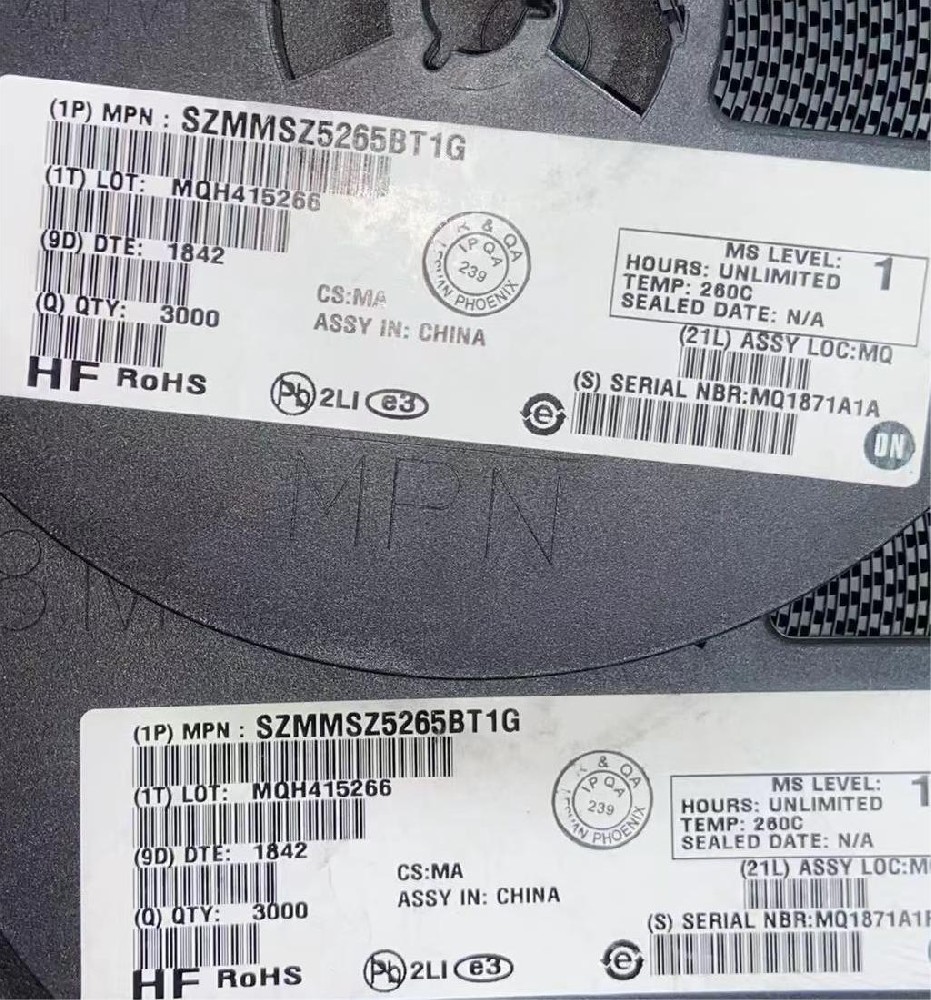 (1P) MPN : SZMMSZ5265BT1G
(1T) LOT: MQH415266
(9D) DTE: 1842
(Q) QTY: 3000
HF RoHS
CS:MA
ASSY IN: CHINA
& QA
IPQA
239
PHOENIX
Pb 2LI e3
MS LEVEL: 1
HOURS: UNLIMITED
TEMP: 260C
SEALED DATE: N/A
(21L) ASSY LOC:MQ
(S) SERIAL NBR:MQ1871A1A
e
ON
MPN
8.M
(1P) MPN : SZMMSZ5265BT1G
(1T) LOT: MQH415266
(9D) DTE: 1842
(Q) QTY: 3000
HF RoHS
CS:MA
ASSY IN: CHINA
& QA
IPQA
239
PHOENIX
Pb 2LI e3
MS LEVEL: 1
HOURS: UNLIMITED
TEMP: 260C
SEALED DATE: N/A
(21L) ASSY LOC:M
(S) SERIAL NBR:MQ1871A1
e